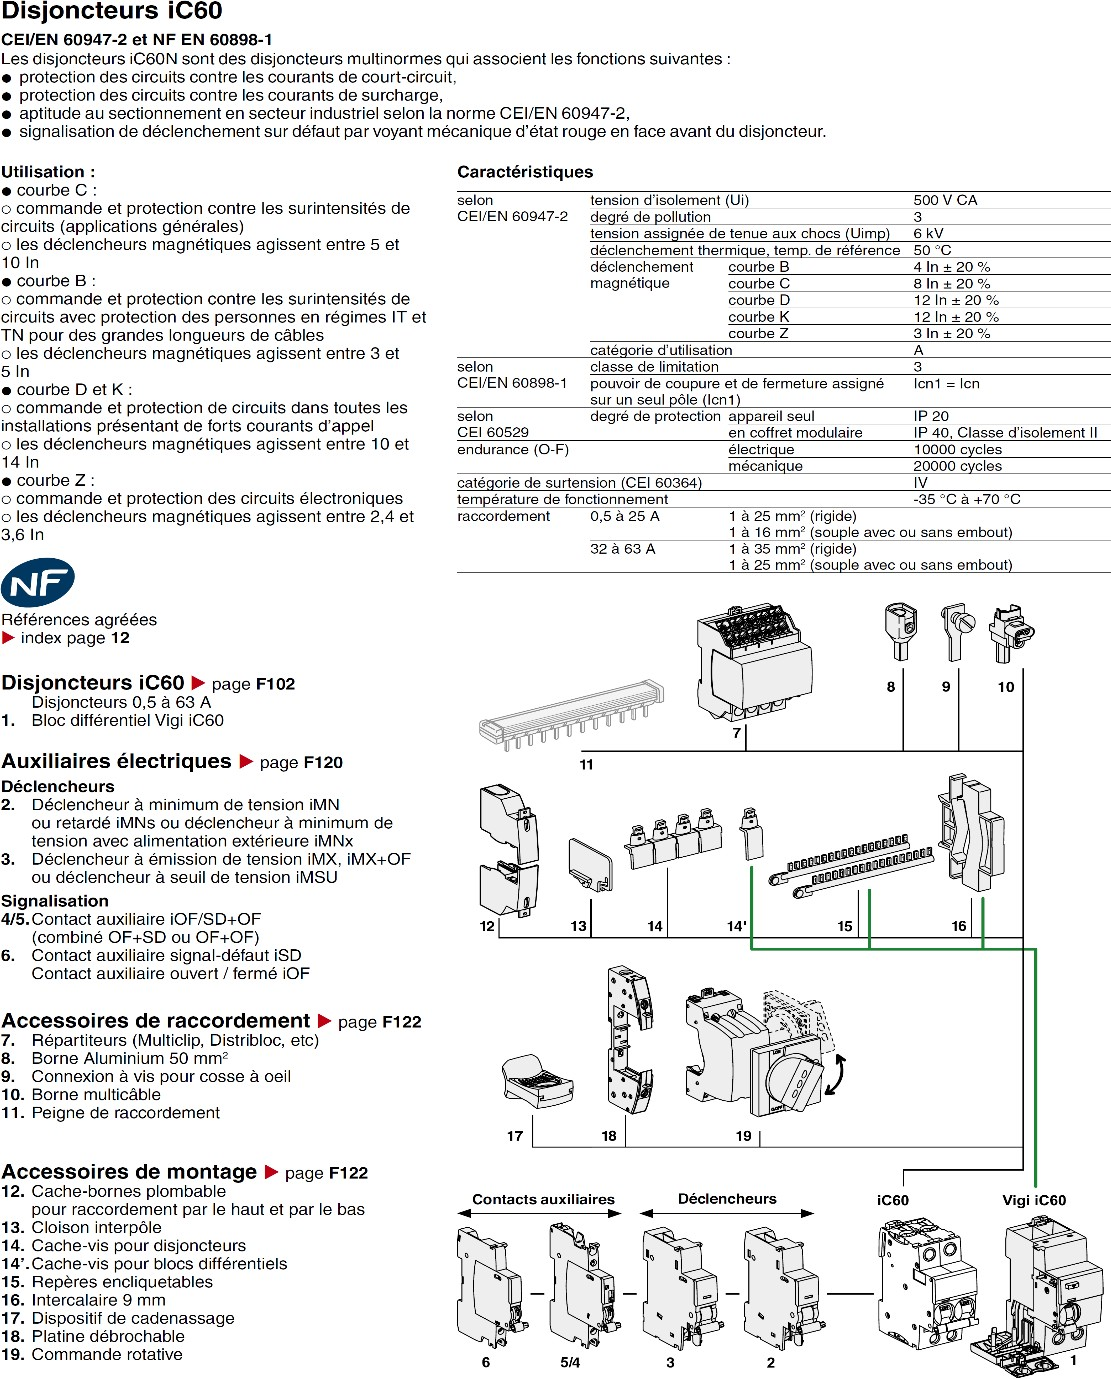 Disjoncteurs iC60
CEI/EN 60947-2 et NF EN 60898-1
Les disjoncteurs iC60N sont des disjoncteurs multinormes qui associent les fonctions suivantes :
● protection des circuits contre les courants de court-circuit,
● protection des circuits contre les courants de surcharge,
● aptitude au sectionnement en secteur industriel selon la norme CEI/EN 60947-2,
● signalisation de déclenchement sur défaut par voyant mécanique d'état rouge en face avant du disjoncteur.
Utilisation :
● courbe C :
○ commande et protection contre les surintensités de
circuits (applications générales)
○ les déclencheurs magnétiques agissent entre 5 et
10 In
● courbe B :
○ commande et protection contre les surintensités de
circuits avec protection des personnes en régimes IT et
TN pour des grandes longueurs de câbles
○ les déclencheurs magnétiques agissent entre 3 et
5 In
● courbe D et K :
○ commande et protection de circuits dans toutes les
installations présentant de forts courants d'appel
○ les déclencheurs magnétiques agissent entre 10 et
14 In
● courbe Z :
○ commande et protection des circuits électroniques
○ les déclencheurs magnétiques agissent entre 2,4 et
3,6 In
NF
Références agréées
▶ index page 12
Caractéristiques
selon tension d'isolement (Ui) 500 V CA
CEI/EN 60947-2 degré de pollution 3
tension assignée de tenue aux chocs (Uimp) 6 kV
déclenchement thermique, temp. de référence 50 °C
déclenchement courbe B 4 In ± 20 %
magnétique courbe C 8 In ± 20 %
courbe D 12 In ± 20 %
courbe K 12 In ± 20 %
courbe Z 3 In ± 20 %
catégorie d'utilisation A
selon classe de limitation 3
CEI/EN 60898-1 pouvoir de coupure et de fermeture assigné Icn1 = Icn
sur un seul pôle (Icn1)
selon degré de protection appareil seul IP 20
CEI 60529 en coffret modulaire IP 40, Classe d'isolement II
endurance (O-F) électrique 10000 cycles
mécanique 20000 cycles
catégorie de surtension (CEI 60364) IV
température de fonctionnement -35 °C à +70 °C
raccordement 0,5 à 25 A 1 à 25 mm² (rigide)
1 à 16 mm² (souple avec ou sans embout)
32 à 63 A 1 à 35 mm² (rigide)
1 à 25 mm² (souple avec ou sans embout)
Disjoncteurs iC60 ▶ page F102
Disjoncteurs 0,5 à 63 A
1. Bloc différentiel Vigi iC60
Auxiliaires électriques ▶ page F120
Déclencheurs
2. Déclencheur à minimum de tension iMN
ou retardé iMNs ou déclencheur à minimum de
tension avec alimentation extérieure iMNx
3. Déclencheur à émission de tension iMX, iMX+OF
ou déclencheur à seuil de tension iMSU
Signalisation
4/5. Contact auxiliaire iOF/SD+OF
(combiné OF+SD ou OF+OF)
6. Contact auxiliaire signal-défaut iSD
Contact auxiliaire ouvert / fermé iOF
Accessoires de raccordement ▶ page F122
7. Répartiteurs (Multiclip, Distribloc, etc)
8. Borne Aluminium 50 mm²
9. Connexion à vis pour cosse à oeil
10. Borne multicâble
11. Peigne de raccordement
Accessoires de montage ▶ page F122
12. Cache-bornes plombable
pour raccordement par le haut et par le bas
13. Cloison interpôle
14. Cache-vis pour disjoncteurs
14'. Cache-vis pour blocs différentiels
15. Repères encliquetables
16. Intercalaire 9 mm
17. Dispositif de cadenassage
18. Platine débrochable
19. Commande rotative
8 9 10
7
11
12 13 14 14' 15 16
17 18 19
Contacts auxiliaires Déclencheurs iC60 Vigi iC60
6 5/4 3 2 1